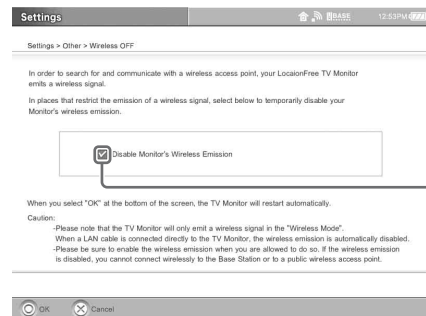 Settings
BASE
12:53PM
Settings > Other > Wireless OFF
In order to search for and communicate with a wireless access point, your LocaionFree TV Monitor
emits a wireless signal.
In places that restrict the emission of a wireless signal, select below to temporarily disable your
Monitor's wireless emission.
Disable Monitor's Wireless Emission
When you select "OK" at the bottom of the screen, the TV Monitor will restart automatically.
Caution:
-Please note that the TV Monitor will only emit a wireless signal in the "Wireless Mode".
When a LAN cable is connected directly to the TV Monitor, the wireless emission is automatically disabled.
-Please be sure to emission when you are allowed to do so. If the wireless emission
is disabled, you cannot connect wirelessly to the Base Station or to a public wireless access point.
OK
Cancel